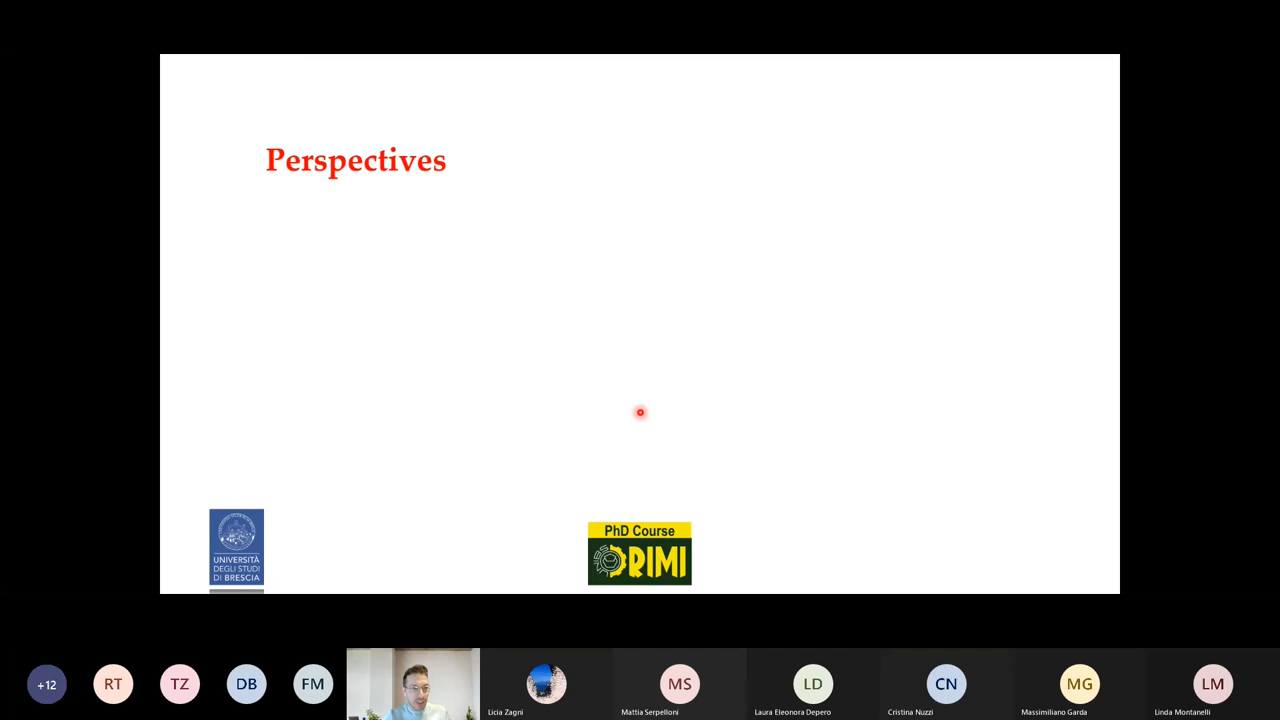 Perspectives
UNIVERSITÀ
DEGLI STUDI
DI BRESCIA
PhD Course
DRIMI
+12
RT
TZ
DB
FM
Licia Zagni
MS
Mattia Serpelloni
LD
Laura Eleonora Depero
CN
Cristina Nuzzi
MG
Massimiliano Garda
LM
Linda Montanelli